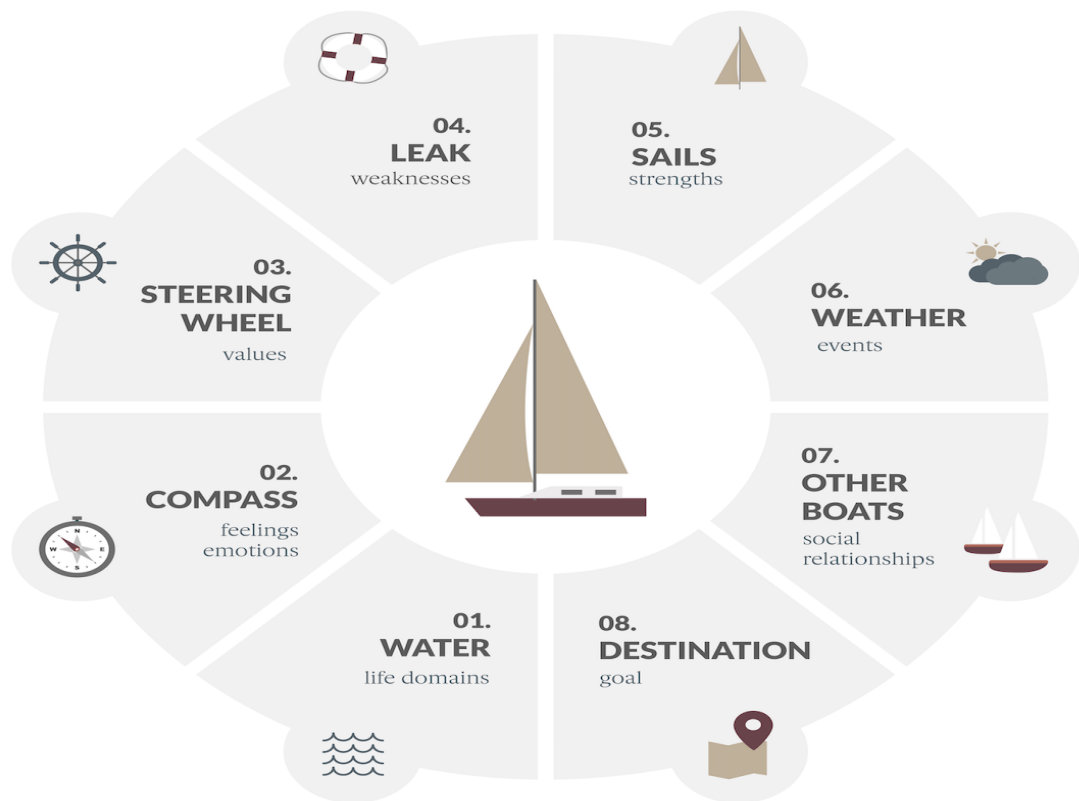 01.
WATER
life domains
02.
COMPASS
feelings
emotions
03.
STEERING
WHEEL
values
04.
LEAK
weaknesses
05.
SAILS
strengths
06.
WEATHER
events
07.
OTHER
BOATS
social
relationships
08.
DESTINATION
goal
N
W
E
S